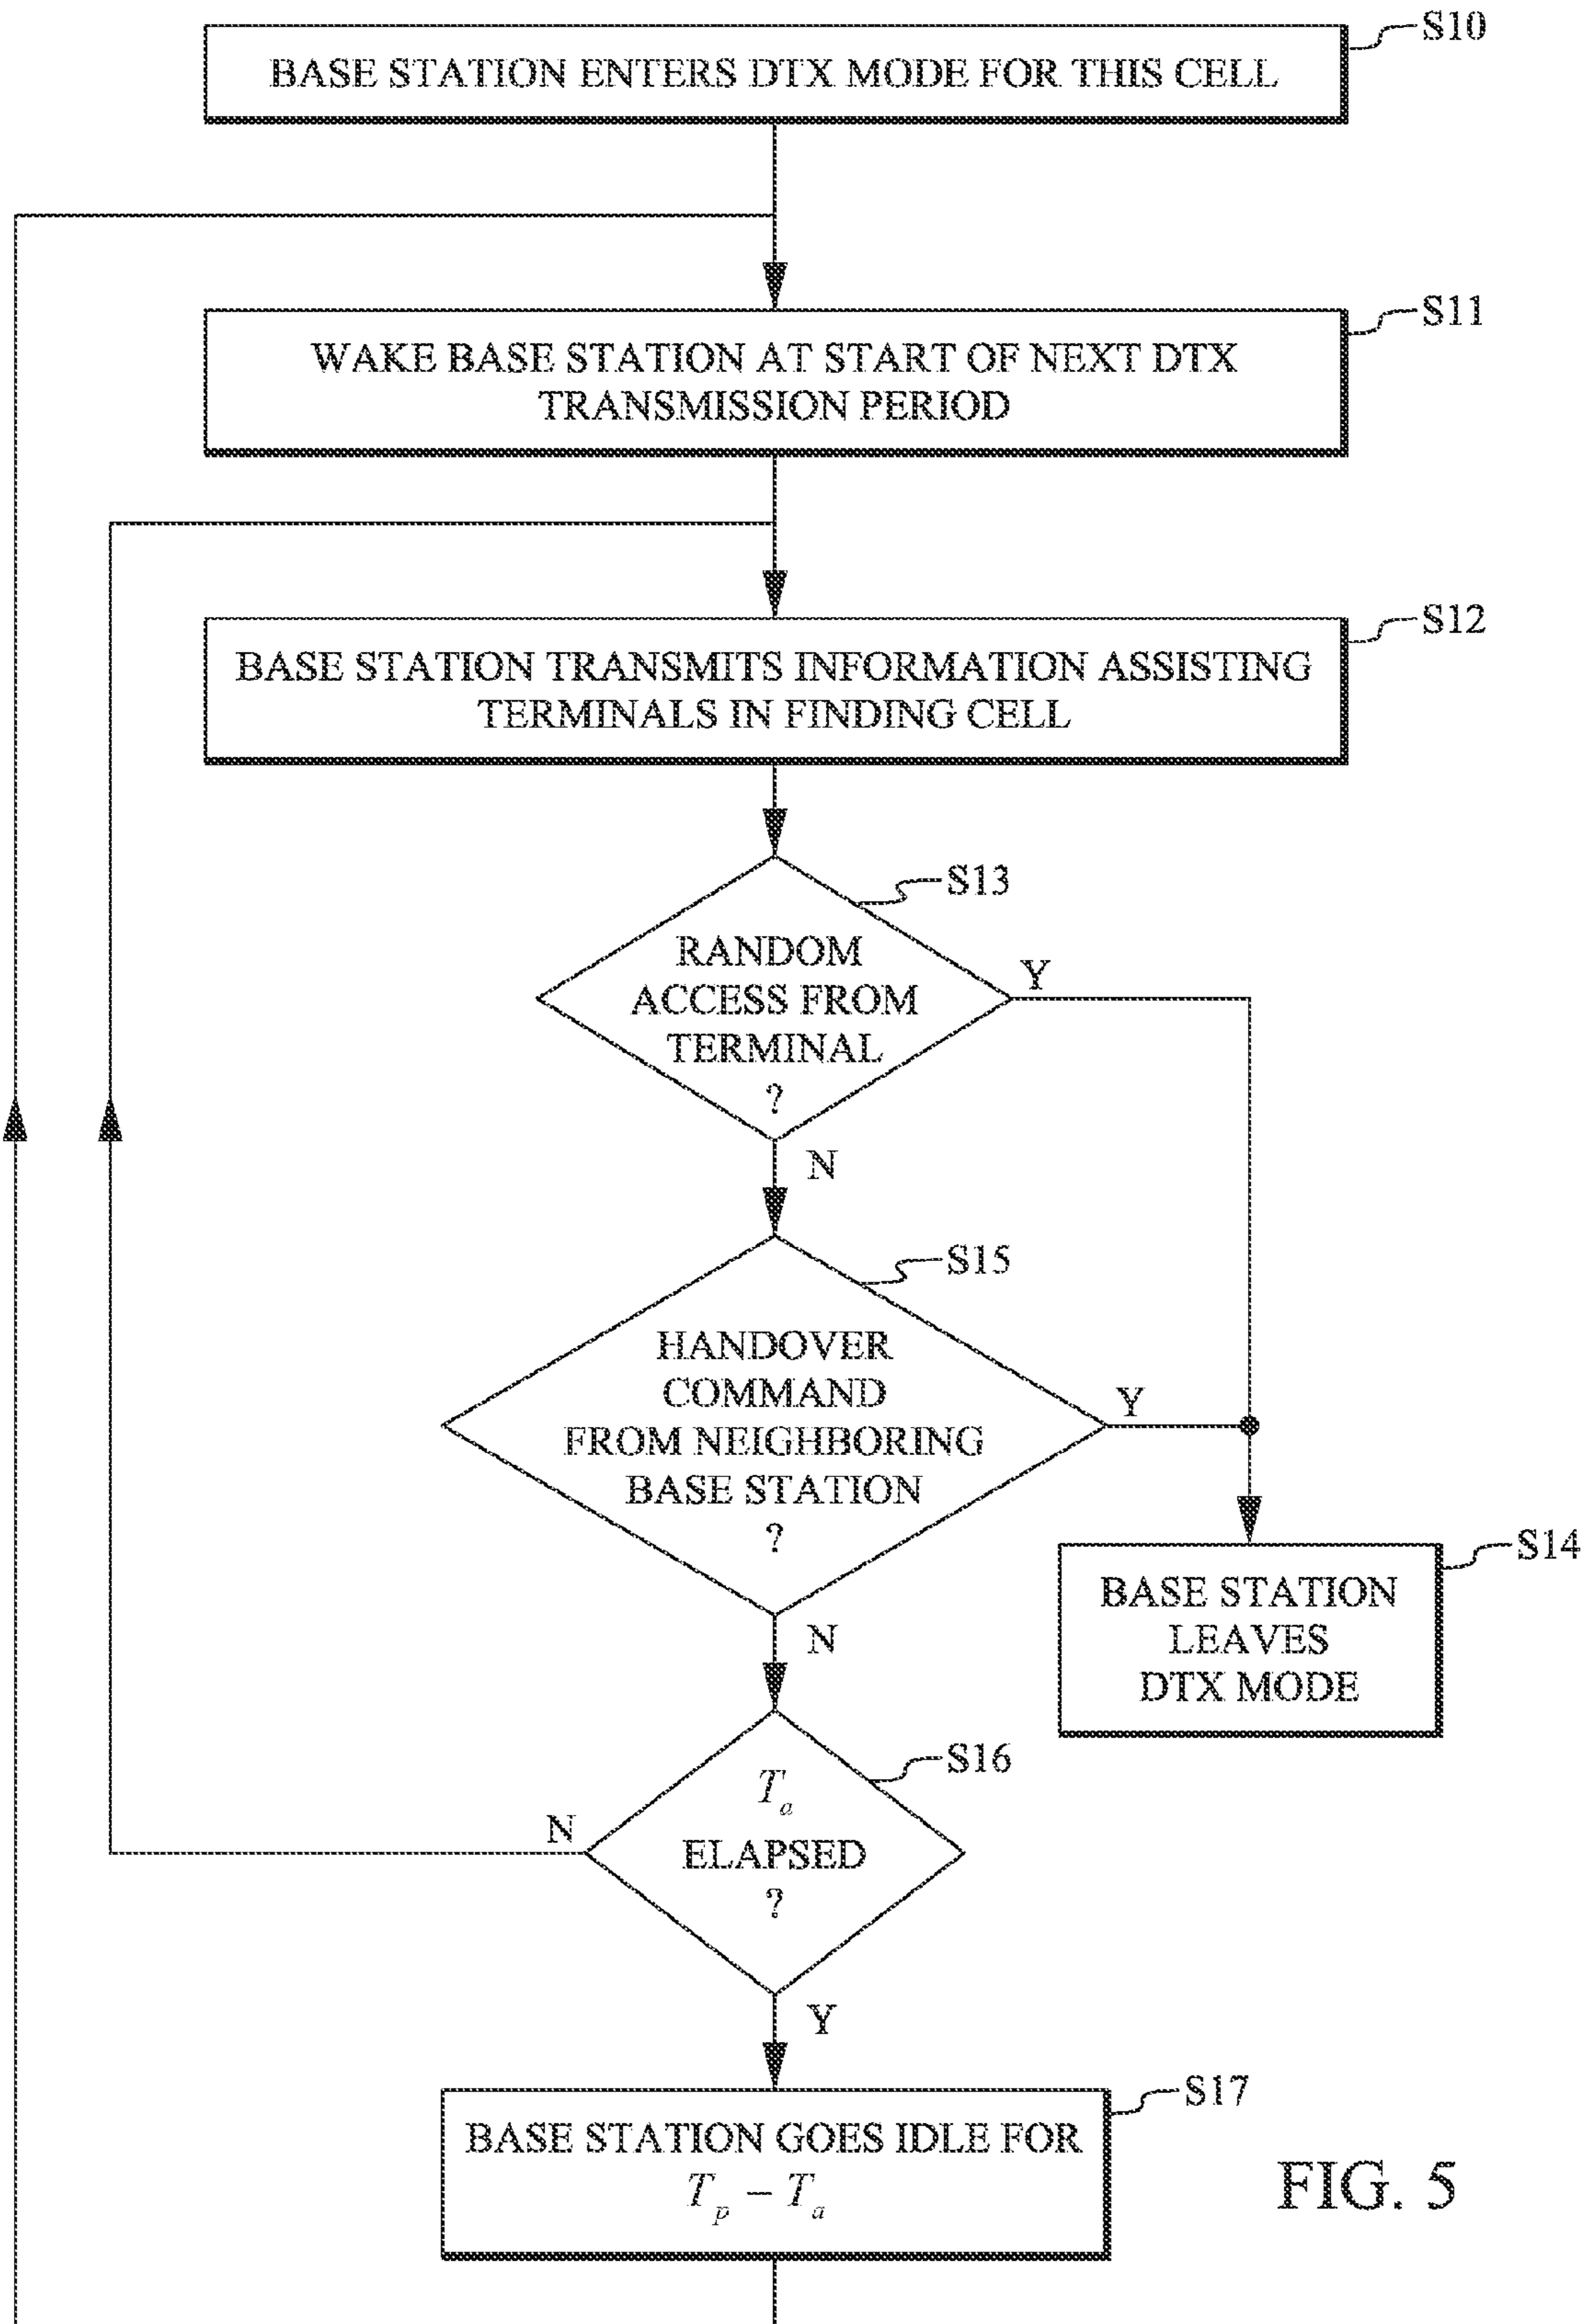 S10
BASE STATION ENTERS DTX MODE FOR THIS CELL
S11
WAKE BASE STATION AT START OF NEXT DTX
TRANSMISSION PERIOD
S12
BASE STATION TRANSMITS INFORMATION ASSISTING
TERMINALS IN FINDING CELL
S13
RANDOM
ACCESS FROM
TERMINAL
?
Y
N
S15
HANDOVER
COMMAND
FROM NEIGHBORING
BASE STATION
?
Y
N
S14
BASE STATION
LEAVES
DTX MODE
S16
T_a
ELAPSED
?
N
Y
S17
BASE STATION GOES IDLE FOR
T_p − T_a
FIG. 5